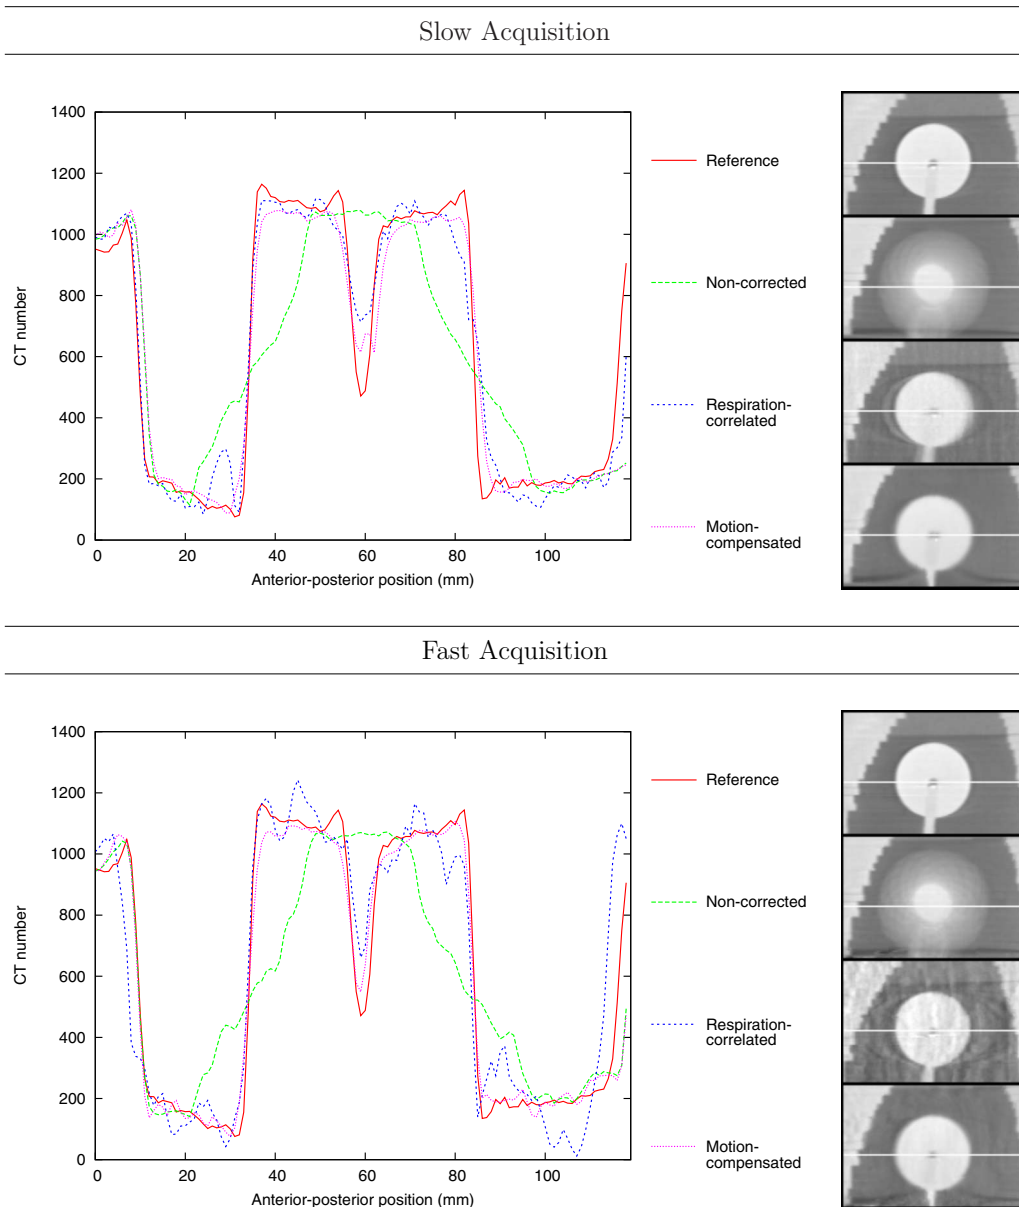 Slow Acquisition
1400
1200
1000
800
600
400
200
0
CT number
0 20 40 60 80 100
Anterior-posterior position (mm)
Reference
Non-corrected
Respiration-
correlated
Motion-
compensated
Fast Acquisition
1400
1200
1000
800
600
400
200
0
CT number
0 20 40 60 80 100
Anterior-posterior position (mm)
Reference
Non-corrected
Respiration-
correlated
Motion-
compensated